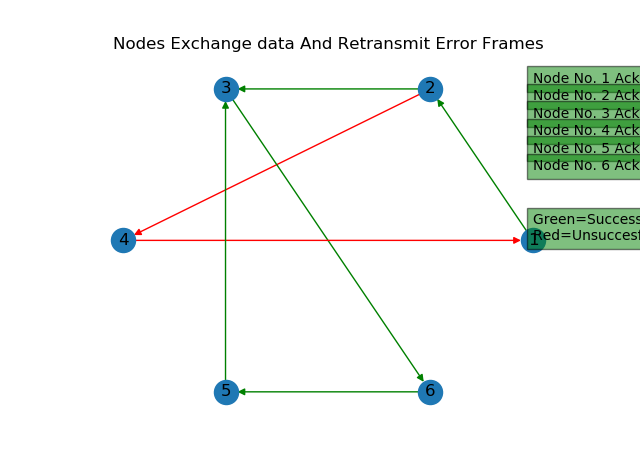 Nodes Exchange data And Retransmit Error Frames
3
2
Node No. 1 Ack
Node No. 2 Ack
Node No. 3 Ack
Node No. 4 Ack
Node No. 5 Ack
Node No. 6 Ack
Green=Success
4
1
Red=Unsuccesf
5
6